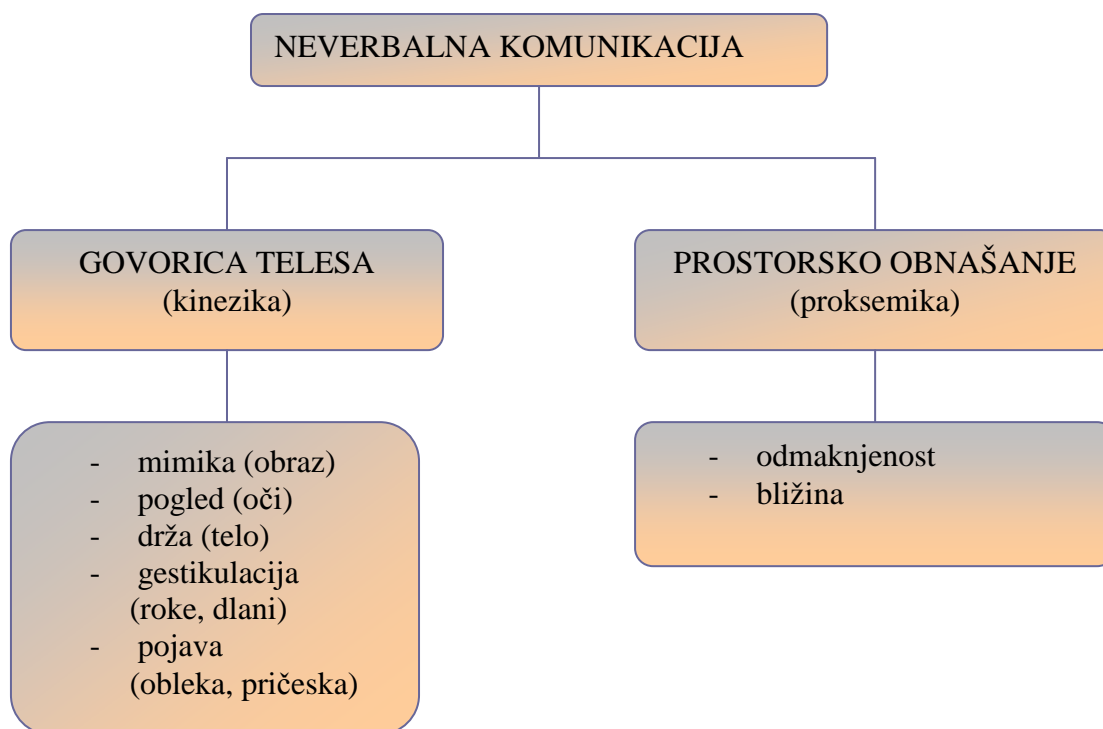 NEVERBALNA KOMUNIKACIJA
GOVORICA TELESA
(kinezika)
PROSTORSKO OBNAŠANJE
(proksemika)
- mimika (obraz)
- pogled (oči)
- drža (telo)
- gestikulacija
(roke, dlani)
- pojava
(obleka, pričeska)
- odmaknjenost
- bližina